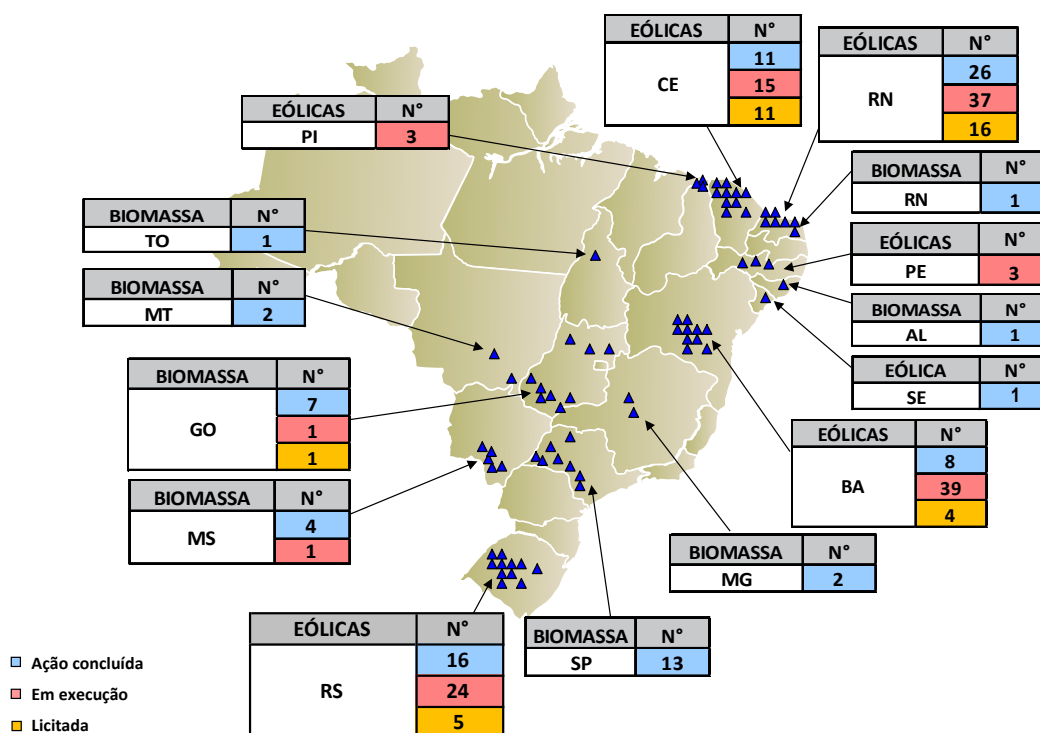 EÓLICAS N°
CE
11
15
11
EÓLICAS N°
RN
26
37
16
EÓLICAS N°
PI 3
BIOMASSA N°
RN 1
BIOMASSA N°
TO 1
EÓLICAS N°
PE 3
BIOMASSA N°
MT 2
BIOMASSA N°
AL 1
EÓLICA N°
SE 1
BIOMASSA N°
GO
7
1
1
EÓLICAS N°
BA
8
39
4
BIOMASSA N°
MS
4
1
BIOMASSA N°
MG 2
EÓLICAS N°
RS
16
24
5
BIOMASSA N°
SP 13
Ação concluída
Em execução
Licitada